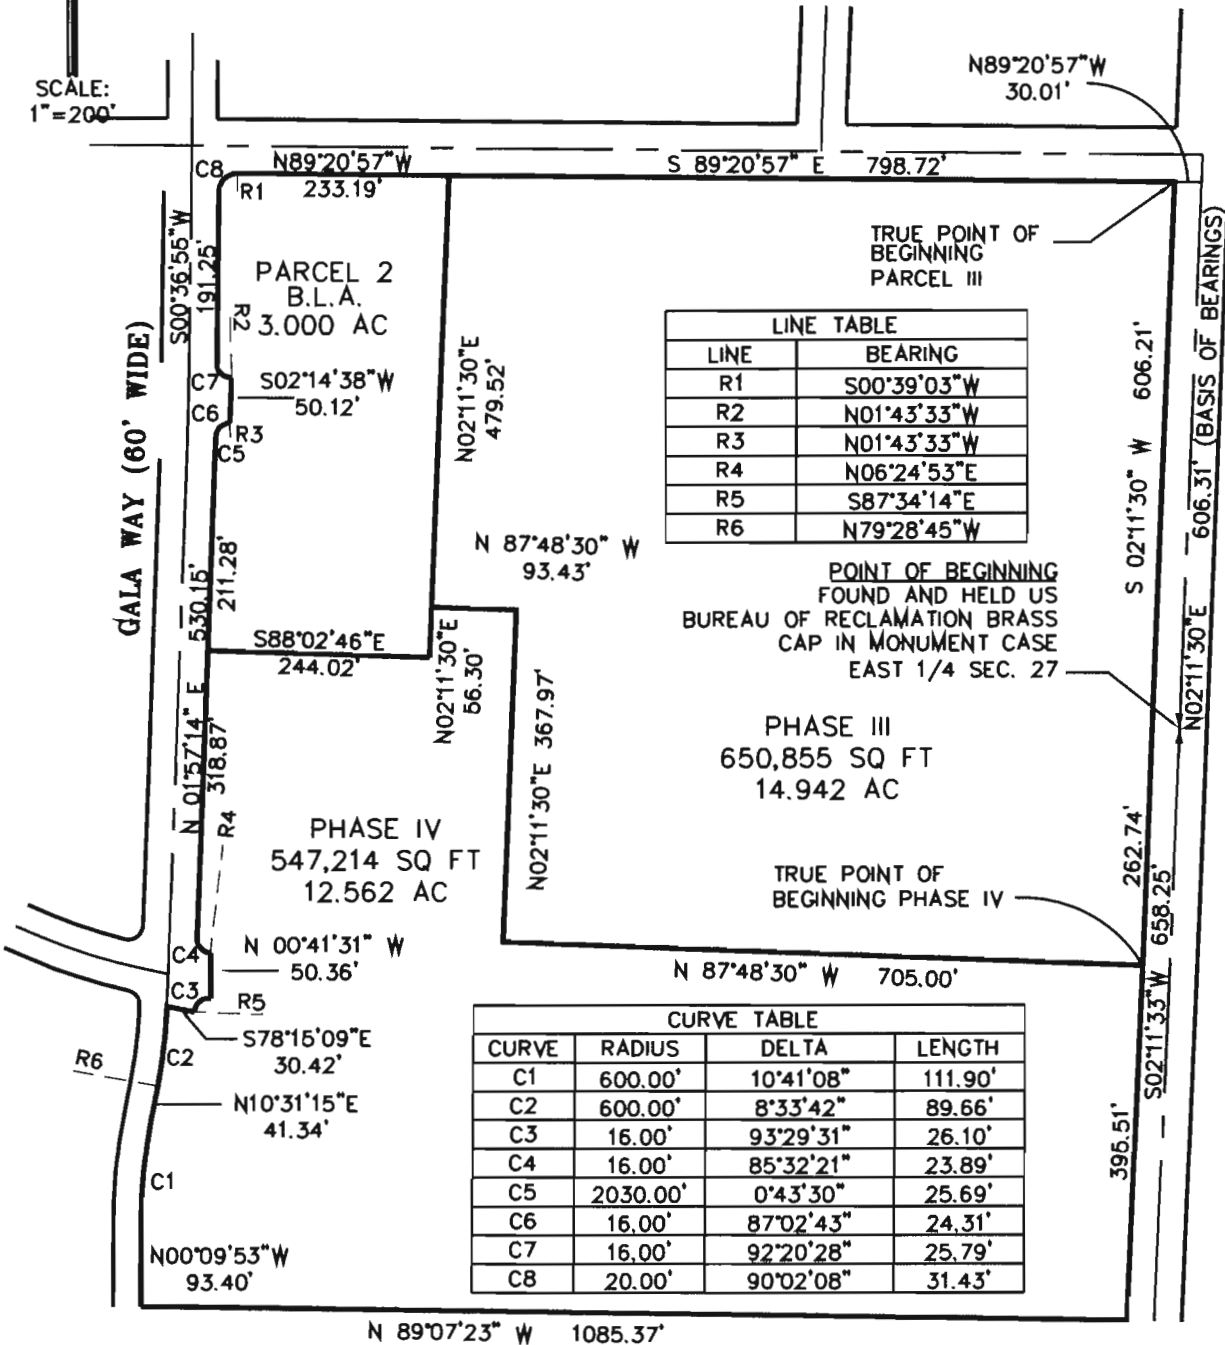 SCALE:
1"=200'
N89°20'57"W
30.01'
C8
N89°20'57"W
233.19'
R1
S 89°20'57" E 798.72'
TRUE POINT OF
BEGINNING
PARCEL III
S00°36'55"W
191.25'
PARCEL 2
B.L.A.
3.000 AC
R2
C7
S02°14'38"W
50.12'
C6
R3
C5
N02°11'30"E
479.52'
LINE TABLE
LINE BEARING
R1 S00°39'03"W
R2 N01°43'33"W
R3 N01°43'33"W
R4 N06°24'53"E
R5 S87°34'14"E
R6 N79°28'45"W
S 02°11'30" W 606.21'
N02°11'30"E 606.31' (BASIS OF BEARINGS)
GALA WAY (60' WIDE)
N 87°48'30" W
93.43'
POINT OF BEGINNING
FOUND AND HELD US
BUREAU OF RECLAMATION BRASS
CAP IN MONUMENT CASE
EAST 1/4 SEC. 27
211.28'
N 01°57'14" E 530.15'
S88°02'46"E
244.02'
N02°11'30"E
56.30'
N02°11'30"E 367.97'
318.87'
R4
PHASE III
650,855 SQ FT
14.942 AC
PHASE IV
547,214 SQ FT
12.562 AC
TRUE POINT OF
BEGINNING PHASE IV
262.74'
S02°11'33"W 658.25'
C4
N 00°41'31" W
50.36'
C3
R5
N 87°48'30" W 705.00'
S78°15'09"E
30.42'
C2
R6
N10°31'15"E
41.34'
C1
CURVE TABLE
CURVE RADIUS DELTA LENGTH
C1 600.00' 10°41'08" 111.90'
C2 600.00' 8°33'42" 89.66'
C3 16.00' 93°29'31" 26.10'
C4 16.00' 85°32'21" 23.89'
C5 2030.00' 0°43'30" 25.69'
C6 16,00' 87°02'43" 24,31'
C7 16,00' 92°20'28" 25,79'
C8 20.00' 90°02'08" 31.43'
395.51'
N00°09'53"W
93.40'
N 89°07'23" W 1085.37'